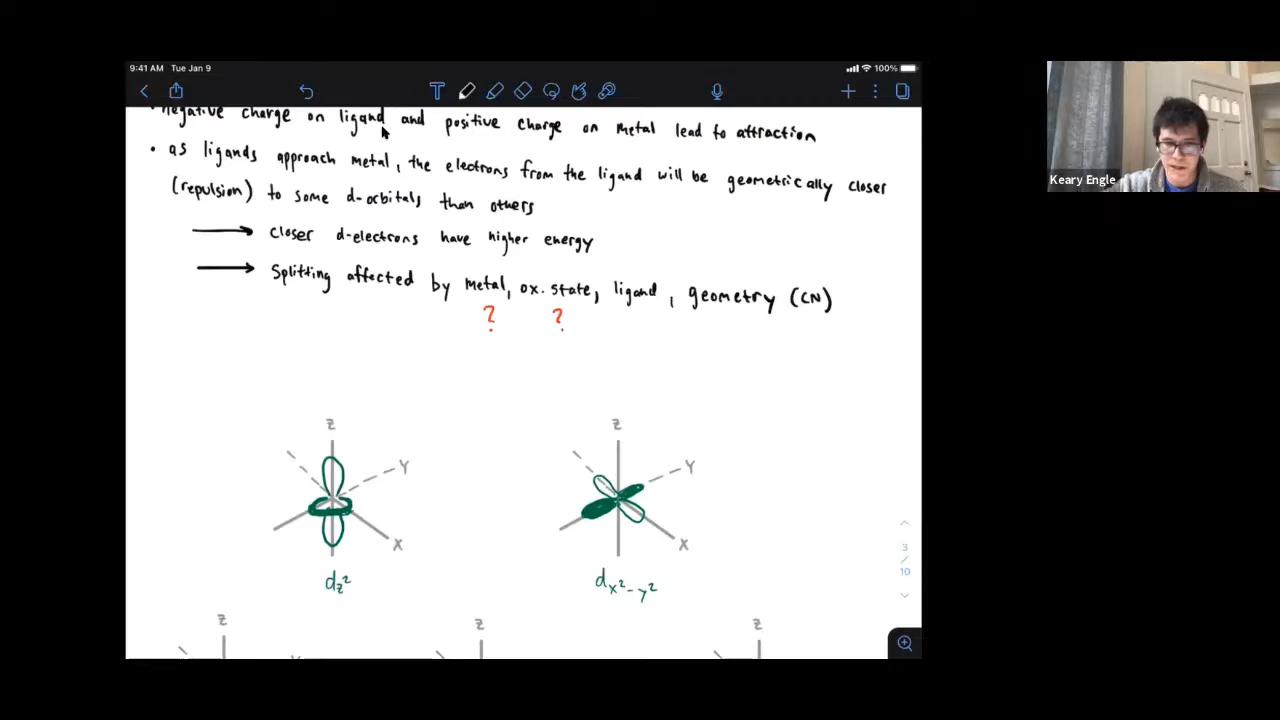 9:41 AM Tue Jan 9
100%
T
• negative charge on ligand and positive charge on metal lead to attraction
• as ligands approach metal, the electrons from the ligand will be geometrically closer
(repulsion) to some d-orbitals than others
→ closer d-electrons have higher energy
→ Splitting affected by metal, ox. state, ligand, geometry (CN)
? ?
Z Z
Y Y
X X
3
/
10
dz² dx²-y²
Z Z Z
Keary Engle